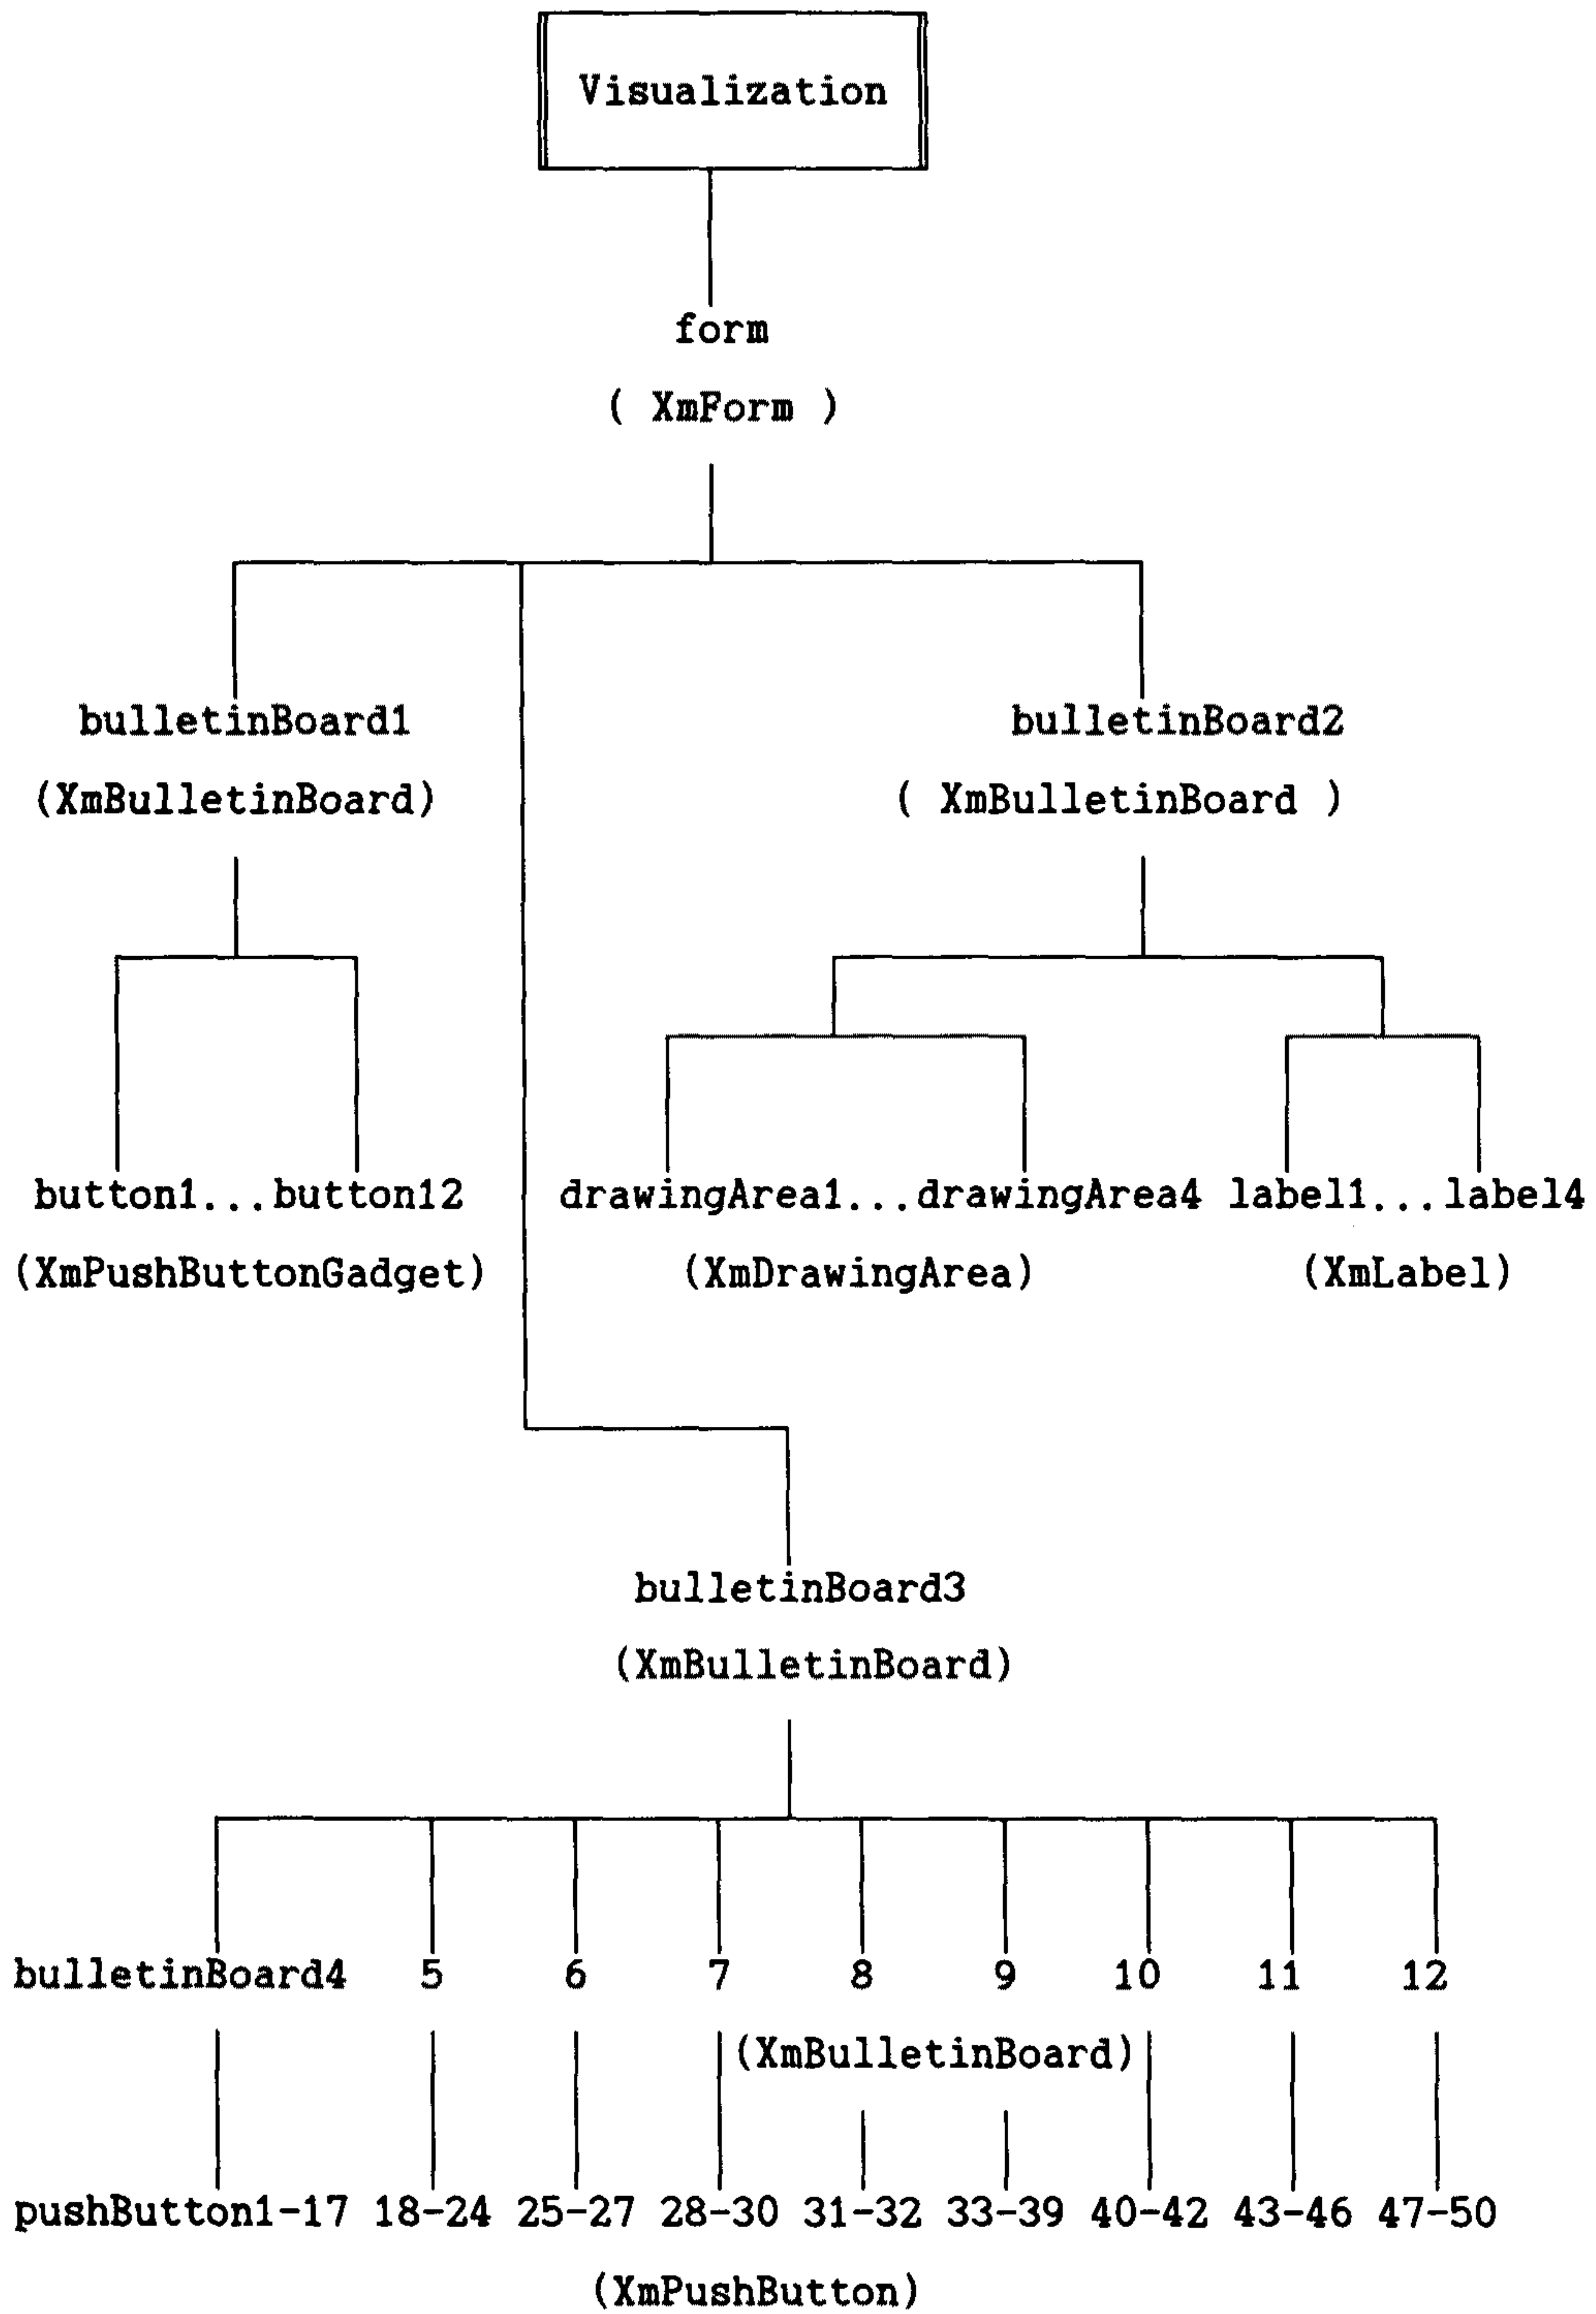 Visualization
form
( XmForm )
bulletinBoard1 bulletinBoard2
(XmBulletinBoard) ( XmBulletinBoard )
button1...button12 drawingArea1...drawingArea4 label1...label4
(XmPushButtonGadget) (XmDrawingArea) (XmLabel)
bulletinBoard3
(XmBulletinBoard)
bulletinBoard4 5 6 7 8 9 10 11 12
(XmBulletinBoard)
pushButton1-17 18-24 25-27 28-30 31-32 33-39 40-42 43-46 47-50
(XmPushButton)